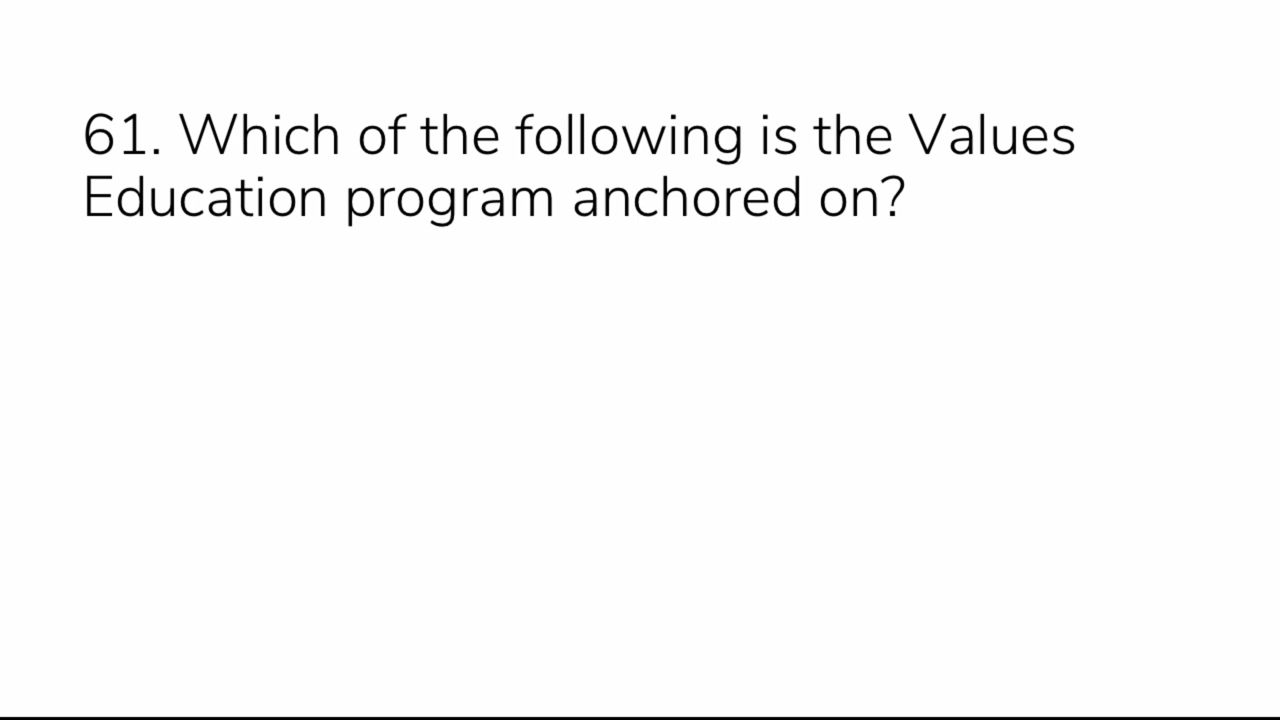 61. Which of the following is the Values
Education program anchored on?